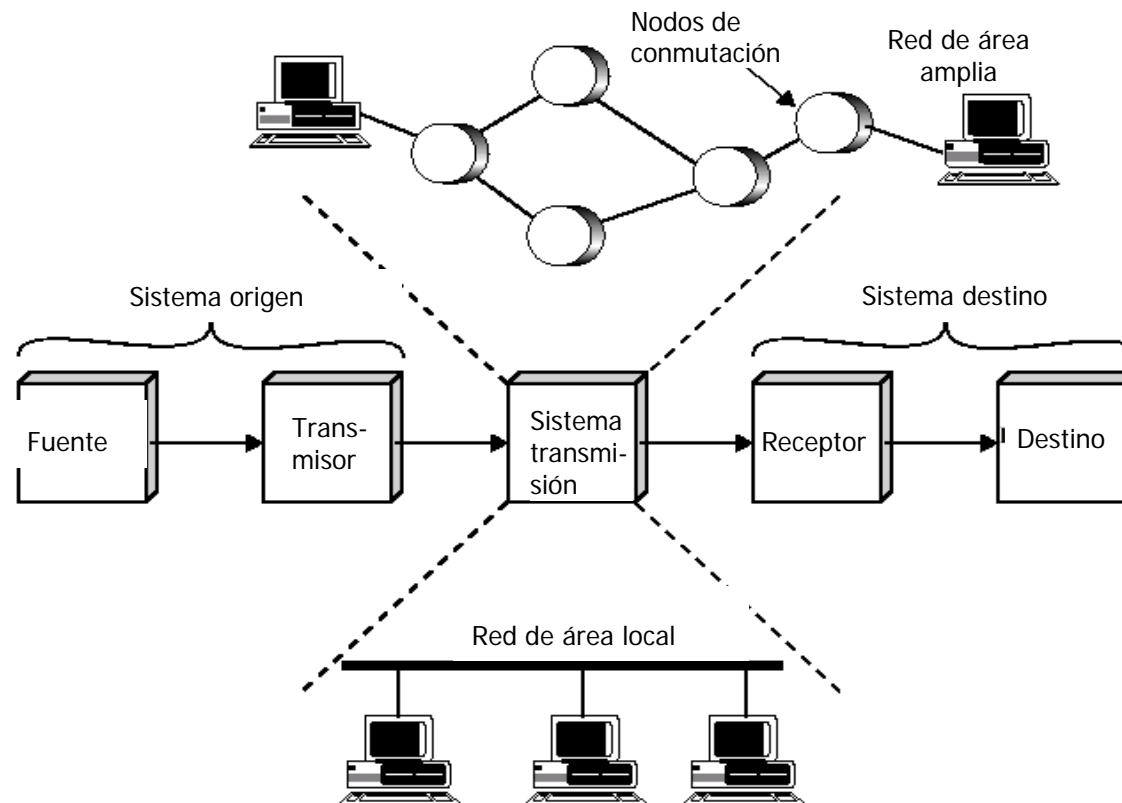 Nodos de
conmutación
Red de área
amplia
Sistema origen
Sistema destino
Fuente
Trans-
misor
Sistema
transmi-
sión
Receptor
Destino
Red de área local